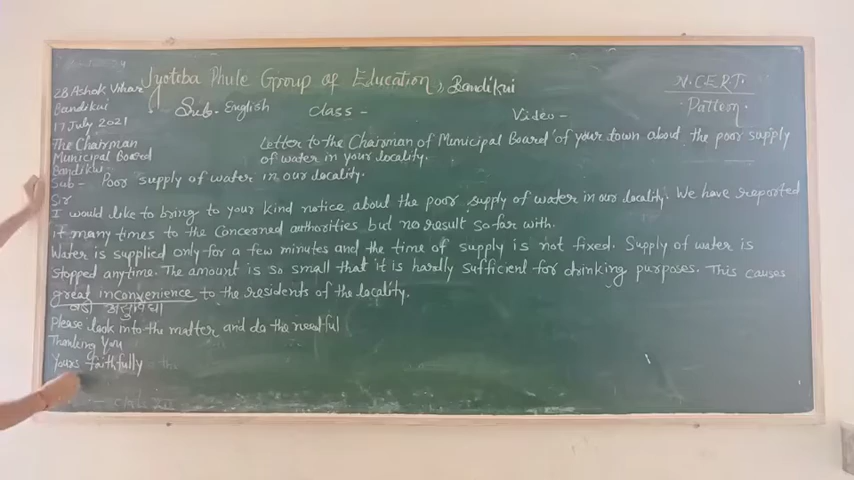 Jyotoba Phule Group of Education, Bandikui
N.CERT.
Pattern
Sub- English Class - Video -
28 Ashok Vihar
Bandikui
17 July 2021
The Chairman
Municipal Board
Bandikui
Letter to the Chairman of Municipal Board of your town about the poor supply
of water in your locality.
Sub - Poor supply of water in our locality.
Sir
I would like to bring to your kind notice about the poor supply of water in our locality. We have reported
it many times to the concerned authorities but no result so far with.
Water is supplied only for a few minutes and the time of supply is not fixed. Supply of water is
stopped anytime. The amount is so small that it is hardly sufficient for drinking purposes. This causes
great inconvenience to the residents of the locality.
बड़ी असुविधा
Please look into the matter and do the needful
Thanking You
Yours faithfully